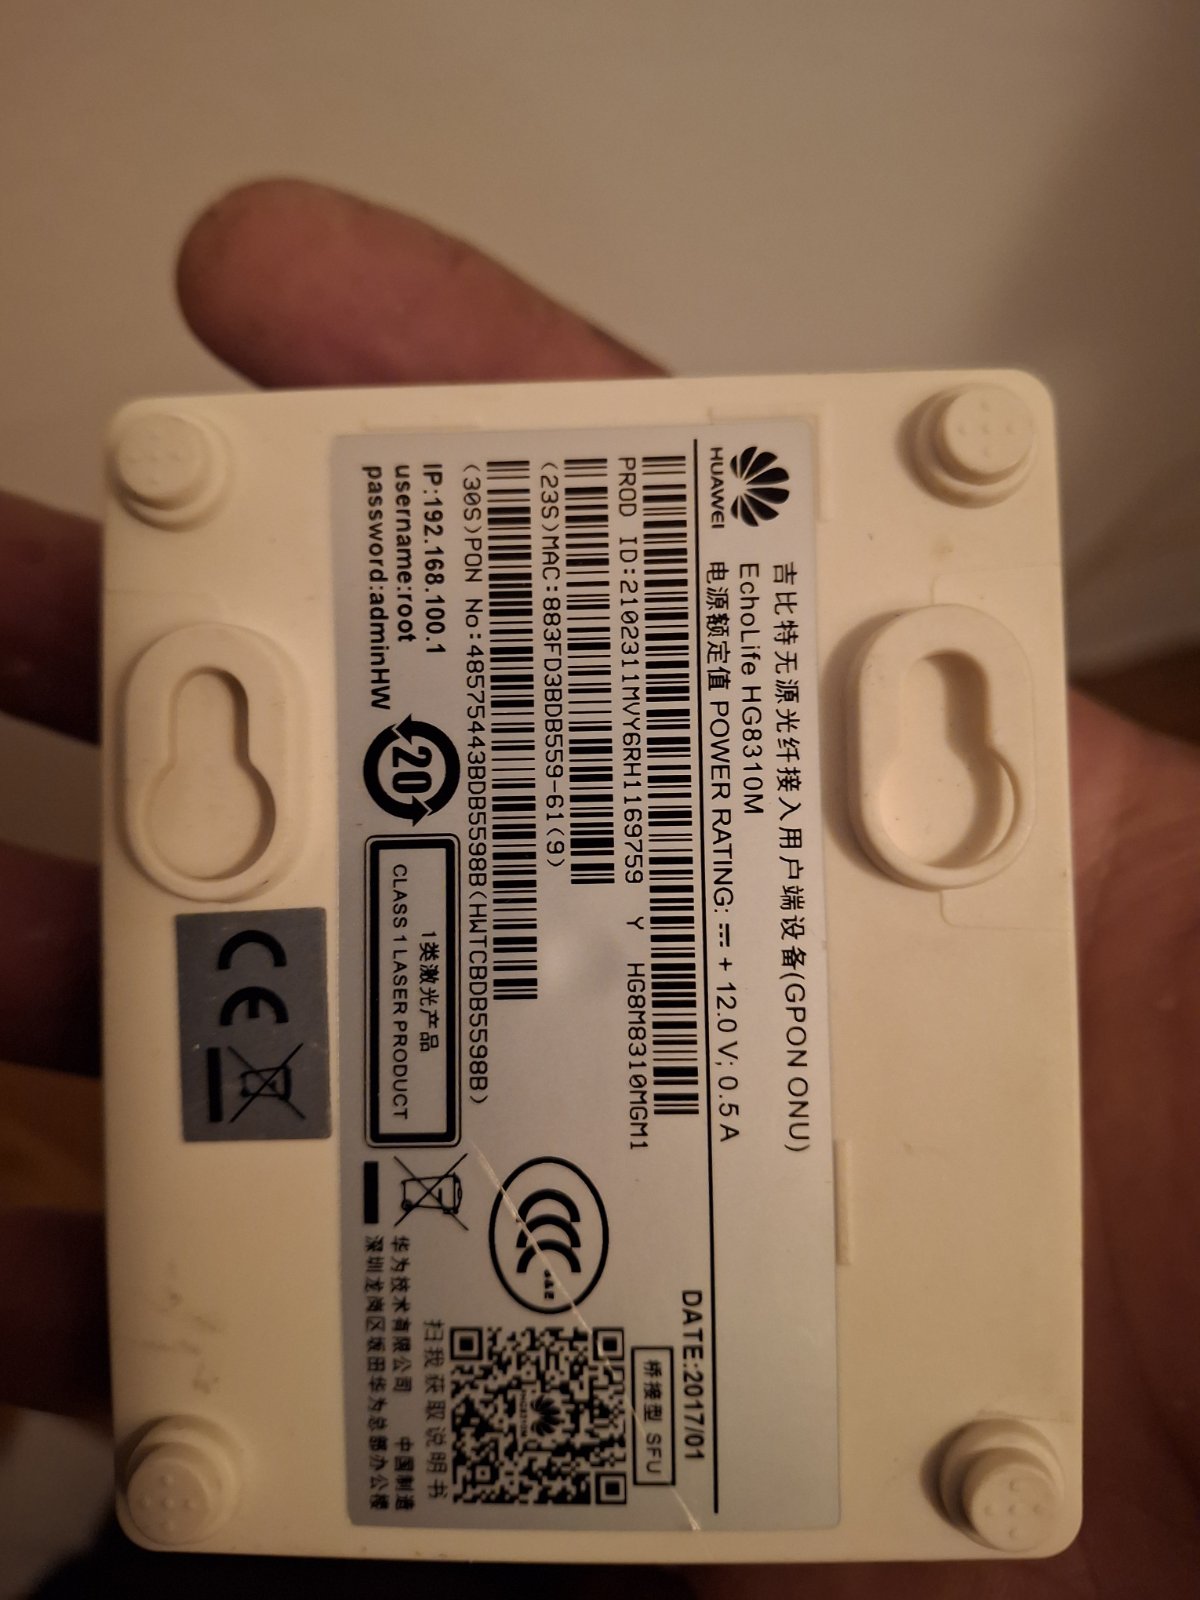 HUAWEI
吉比特无源光纤接入用户端设备(GPON ONU)
EchoLife HG8310M
电源额定值 POWER RATING: ⎓ + 12.0 V; 0.5 A
DATE:2017/01
PROD ID:2102311MVY6RH1169759 Y HG8M8310MGM1
桥接型 SFU
(23S)MAC:883FD3BDB559-61(9)
(30S)PON No:48575443BDB5598B(HWTCBDB5598B)
IP:192.168.100.1
username:root
password:adminHW
20
1类激光产品
CLASS 1 LASER PRODUCT
CCC
S&E
扫我获取说明书
华为技术有限公司 中国制造
深圳龙岗区坂田华为总部办公楼
CE